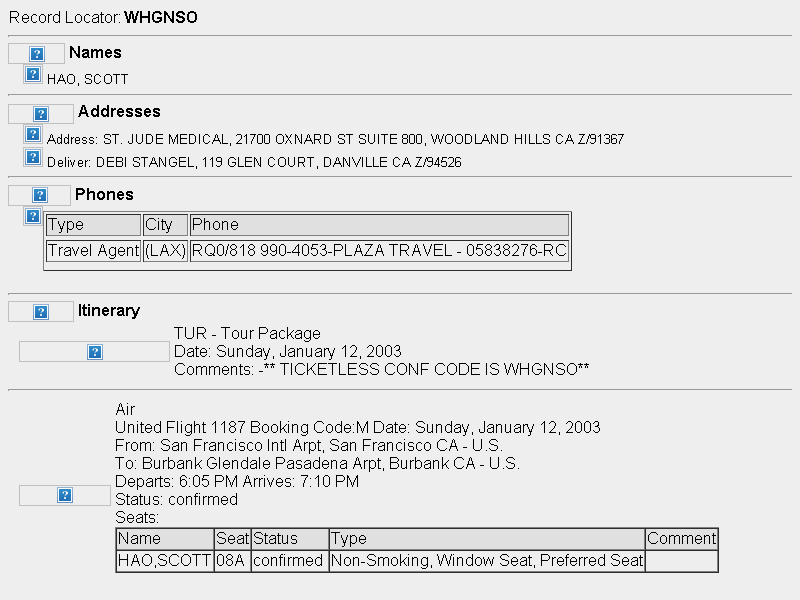 Record Locator: WHGNSO
Names
HAO, SCOTT
Addresses
Address: ST. JUDE MEDICAL, 21700 OXNARD ST SUITE 800, WOODLAND HILLS CA Z/91367
Deliver: DEBI STANGEL, 119 GLEN COURT, DANVILLE CA Z/94526
Phones
Type City Phone
Travel Agent (LAX) RQ0/818 990-4053-PLAZA TRAVEL - 05838276-RC
Itinerary
TUR - Tour Package
Date: Sunday, January 12, 2003
Comments: -** TICKETLESS CONF CODE IS WHGNSO**
Air
United Flight 1187 Booking Code:M Date: Sunday, January 12, 2003
From: San Francisco Intl Arpt, San Francisco CA - U.S.
To: Burbank Glendale Pasadena Arpt, Burbank CA - U.S.
Departs: 6:05 PM Arrives: 7:10 PM
Status: confirmed
Seats:
Name Seat Status Type Comment
HAO,SCOTT 08A confirmed Non-Smoking, Window Seat, Preferred Seat